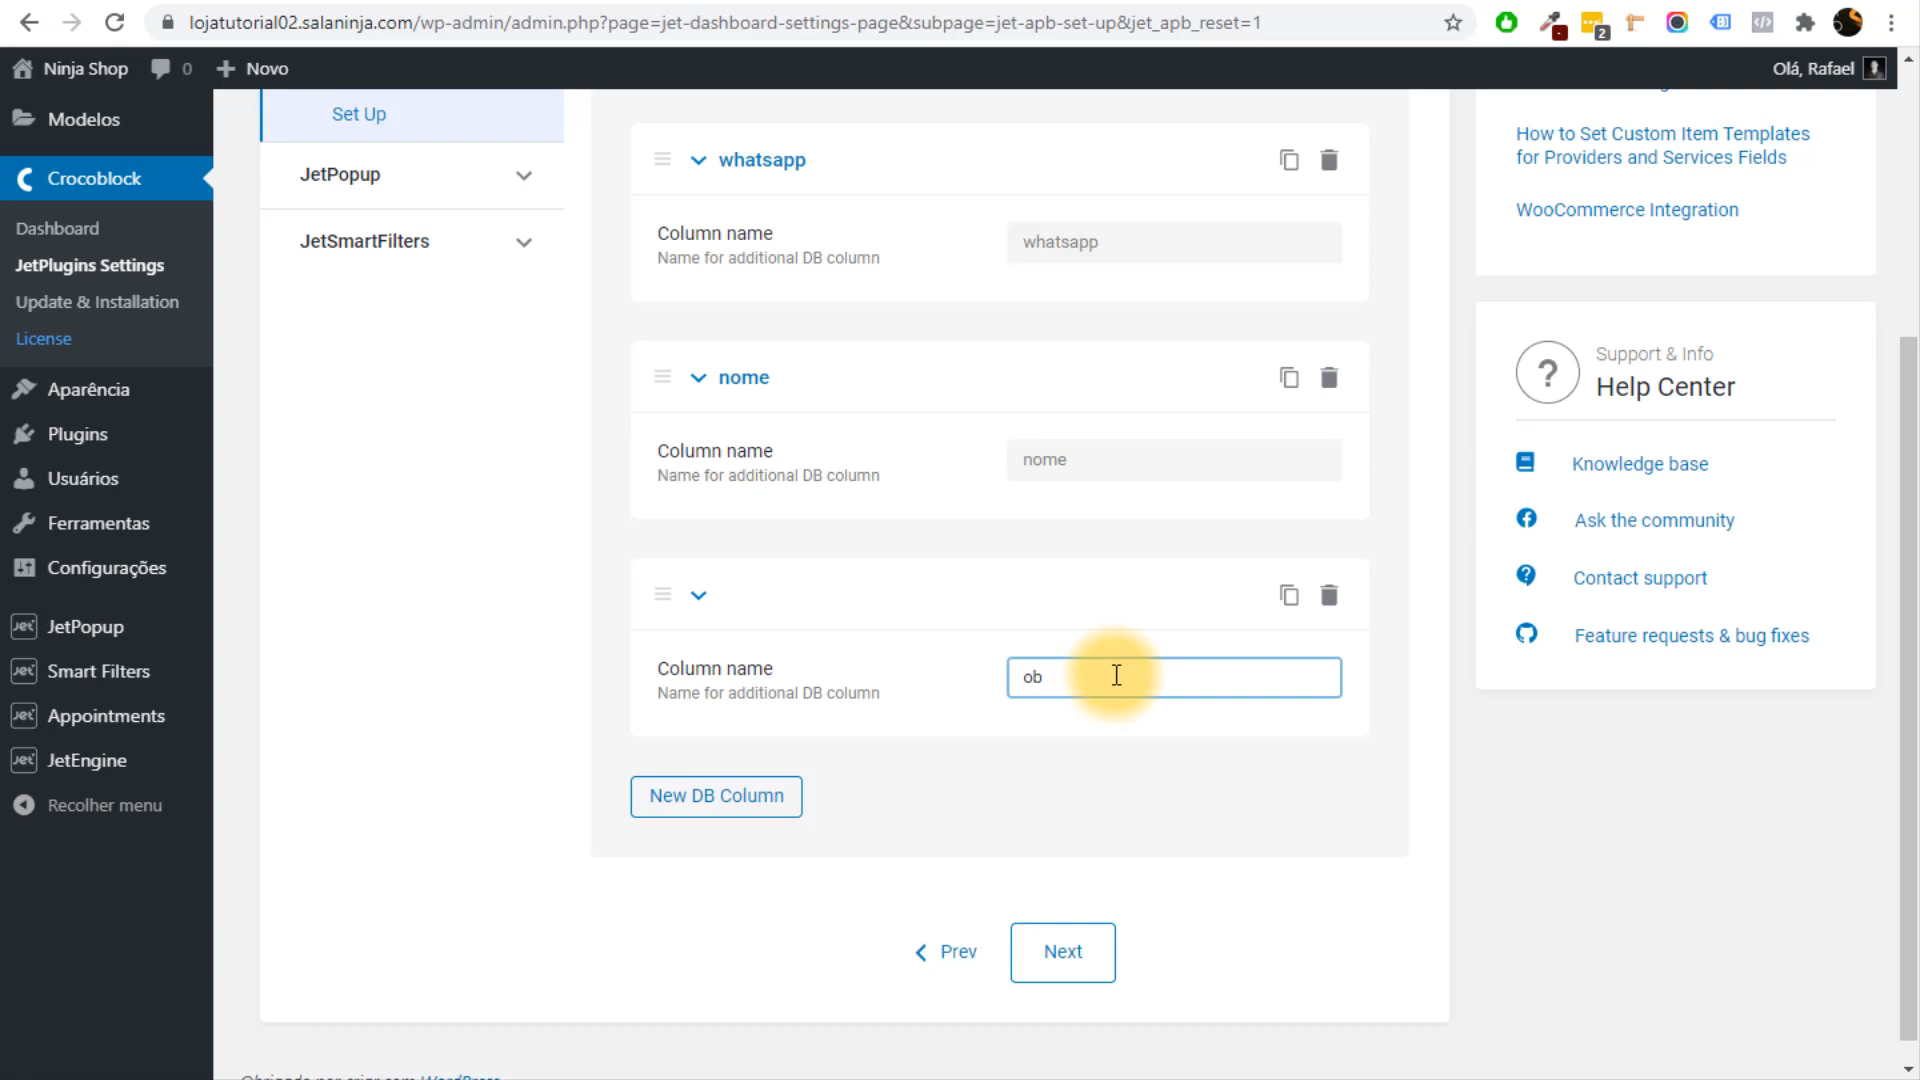 lojatutorial02.salaninja.com/wp-admin/admin.php?page=jet-dashboard-settings-page&subpage=jet-apb-set-up&jet_apb_reset=1
2
Ninja Shop
0
Novo
Olá, Rafael
Modelos
Crocoblock
Dashboard
JetPlugins Settings
Update & Installation
License
Aparência
Plugins
Usuários
Ferramentas
Configurações
Jet JetPopup
Jet Smart Filters
Jet Appointments
Jet JetEngine
Recolher menu
Set Up
JetPopup
JetSmartFilters
whatsapp
Column name
Name for additional DB column
whatsapp
nome
Column name
Name for additional DB column
nome
Column name
Name for additional DB column
ob
New DB Column
Prev
Next
How to Set Custom Item Templates
for Providers and Services Fields
WooCommerce Integration
?
Support & Info
Help Center
Knowledge base
Ask the community
Contact support
Feature requests & bug fixes
Obrigado por criar com WordPress